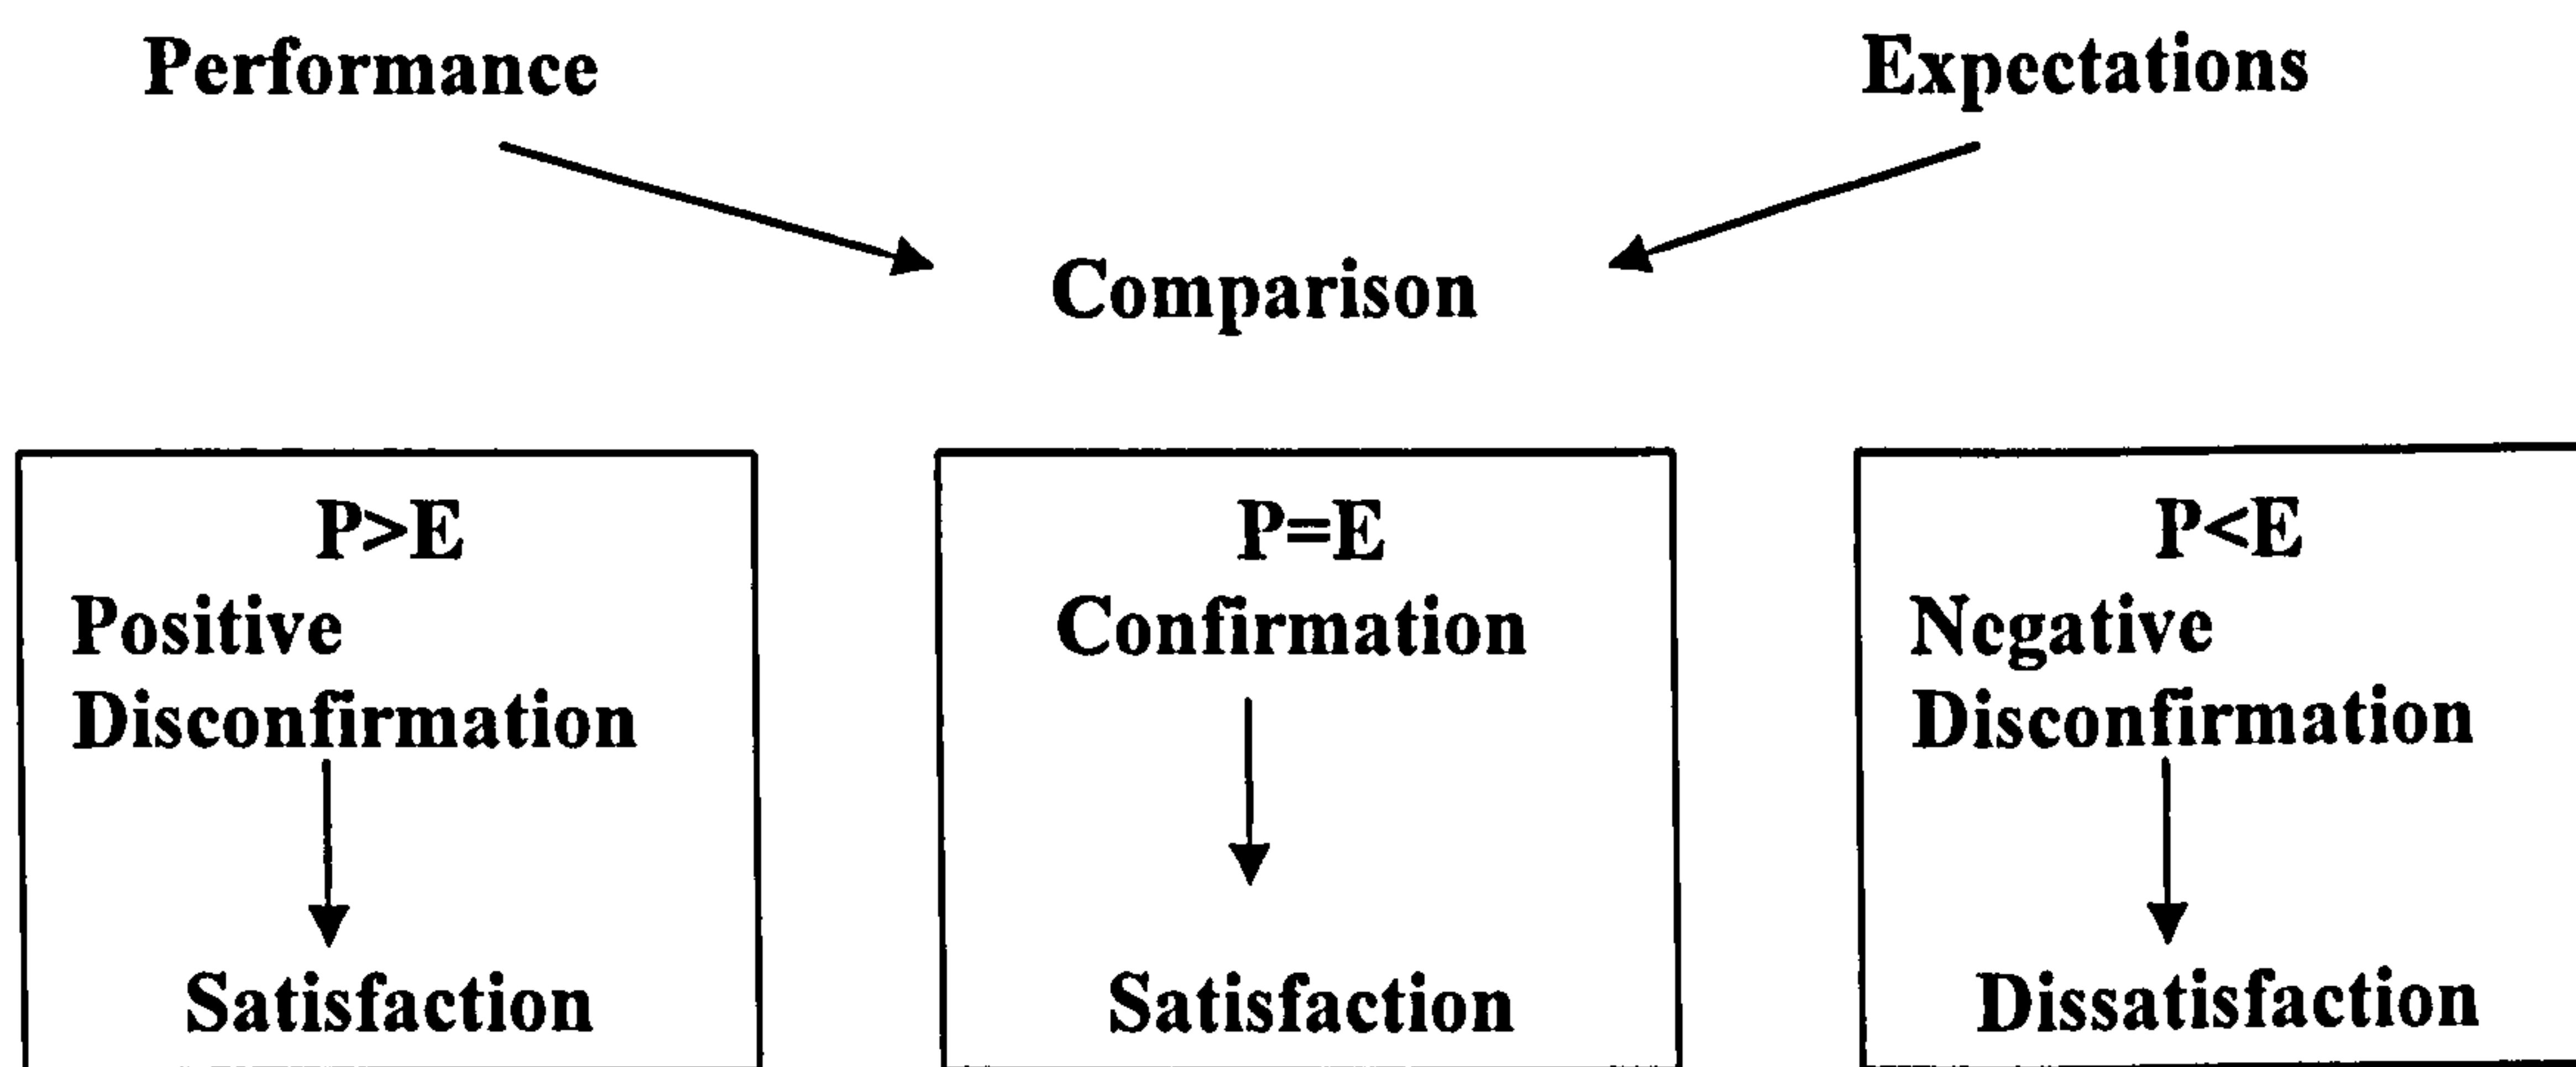 Performance
Expectations
Comparison
P>E
Positive
Disconfirmation
Satisfaction
P=E
Confirmation
Satisfaction
P<E
Negative
Disconfirmation
Dissatisfaction